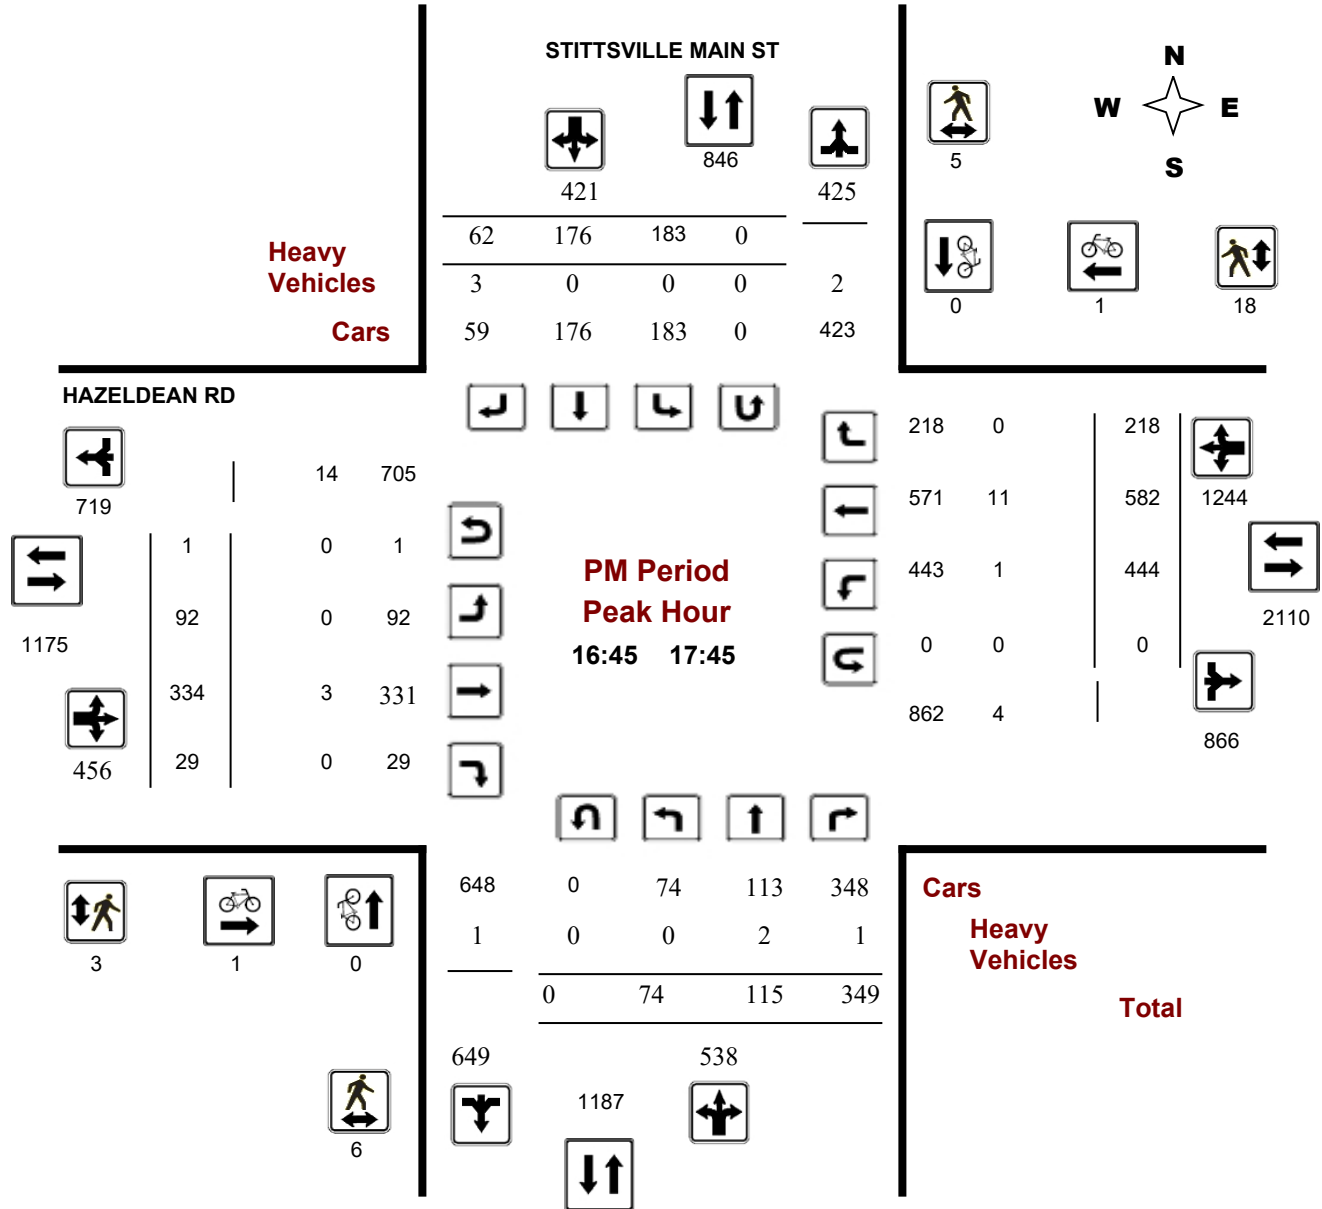 STITTSVILLE MAIN ST
N
W E
S
846
5
421 425
62 176 183 0
Heavy
Vehicles
3 0 0 0 2
0 1 18
Cars
59 176 183 0 423
HAZELDEAN RD
218 0 218
14 705
719
571 11 582 1244
1 0 1
PM Period
443 1 444
Peak Hour
92 0 92
2110
1175
16:45 17:45
0 0 0
334 3 331
862 4
866
456 29 0 29
648 0 74 113 348
Cars
1 0 0 2 1
Heavy
Vehicles
3 1 0
0 74 115 349
Total
649 538
1187
6